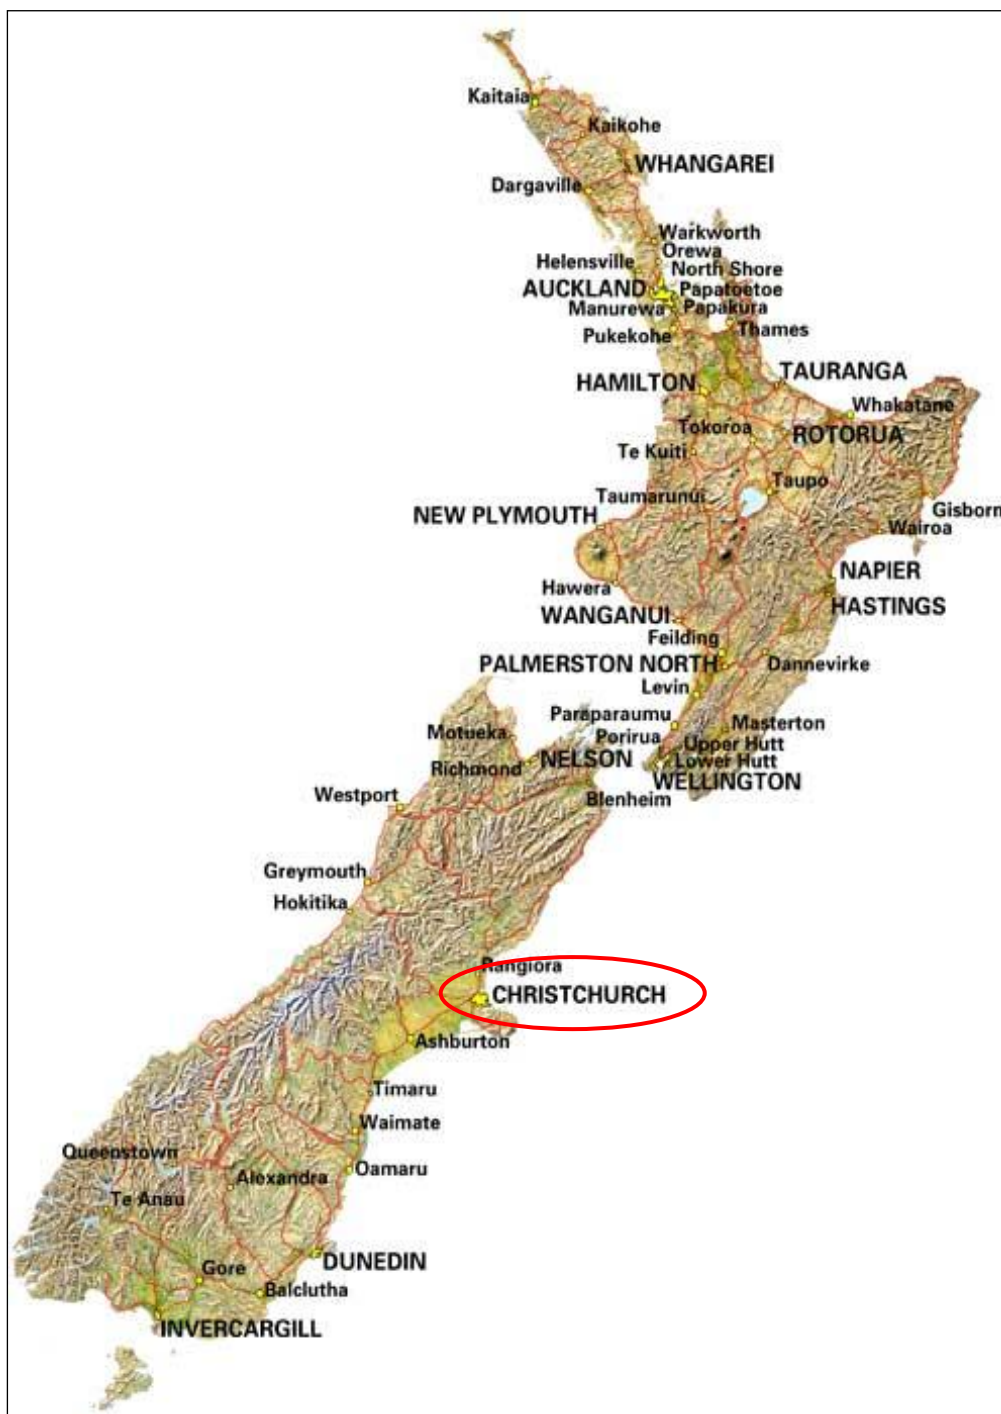 Kaitaia
Kaikohe
WHANGAREI
Dargaville
Warkworth
Orewa
Helensville
North Shore
AUCKLAND
Papatoetoe
Manurewa
Papakura
Pukekohe
Thames
TAURANGA
HAMILTON
Whakatane
Tokoroa
ROTORUA
Te Kuiti
Taupo
Taumarunui
Gisborn
NEW PLYMOUTH
Wairoa
NAPIER
Hawera
HASTINGS
WANGANUI
Feilding
PALMERSTON NORTH
Dannevirke
Levin
Paraparaumu
Masterton
Motueka
Porirua
Upper Hutt
NELSON
Lower Hutt
Richmond
WELLINGTON
Westport
Blenheim
Greymouth
Hokitika
Rangiora
CHRISTCHURCH
Ashburton
Timaru
Waimate
Queenstown
Oamaru
Alexandra
Te Anau
DUNEDIN
Gore
Balclutha
INVERCARGILL